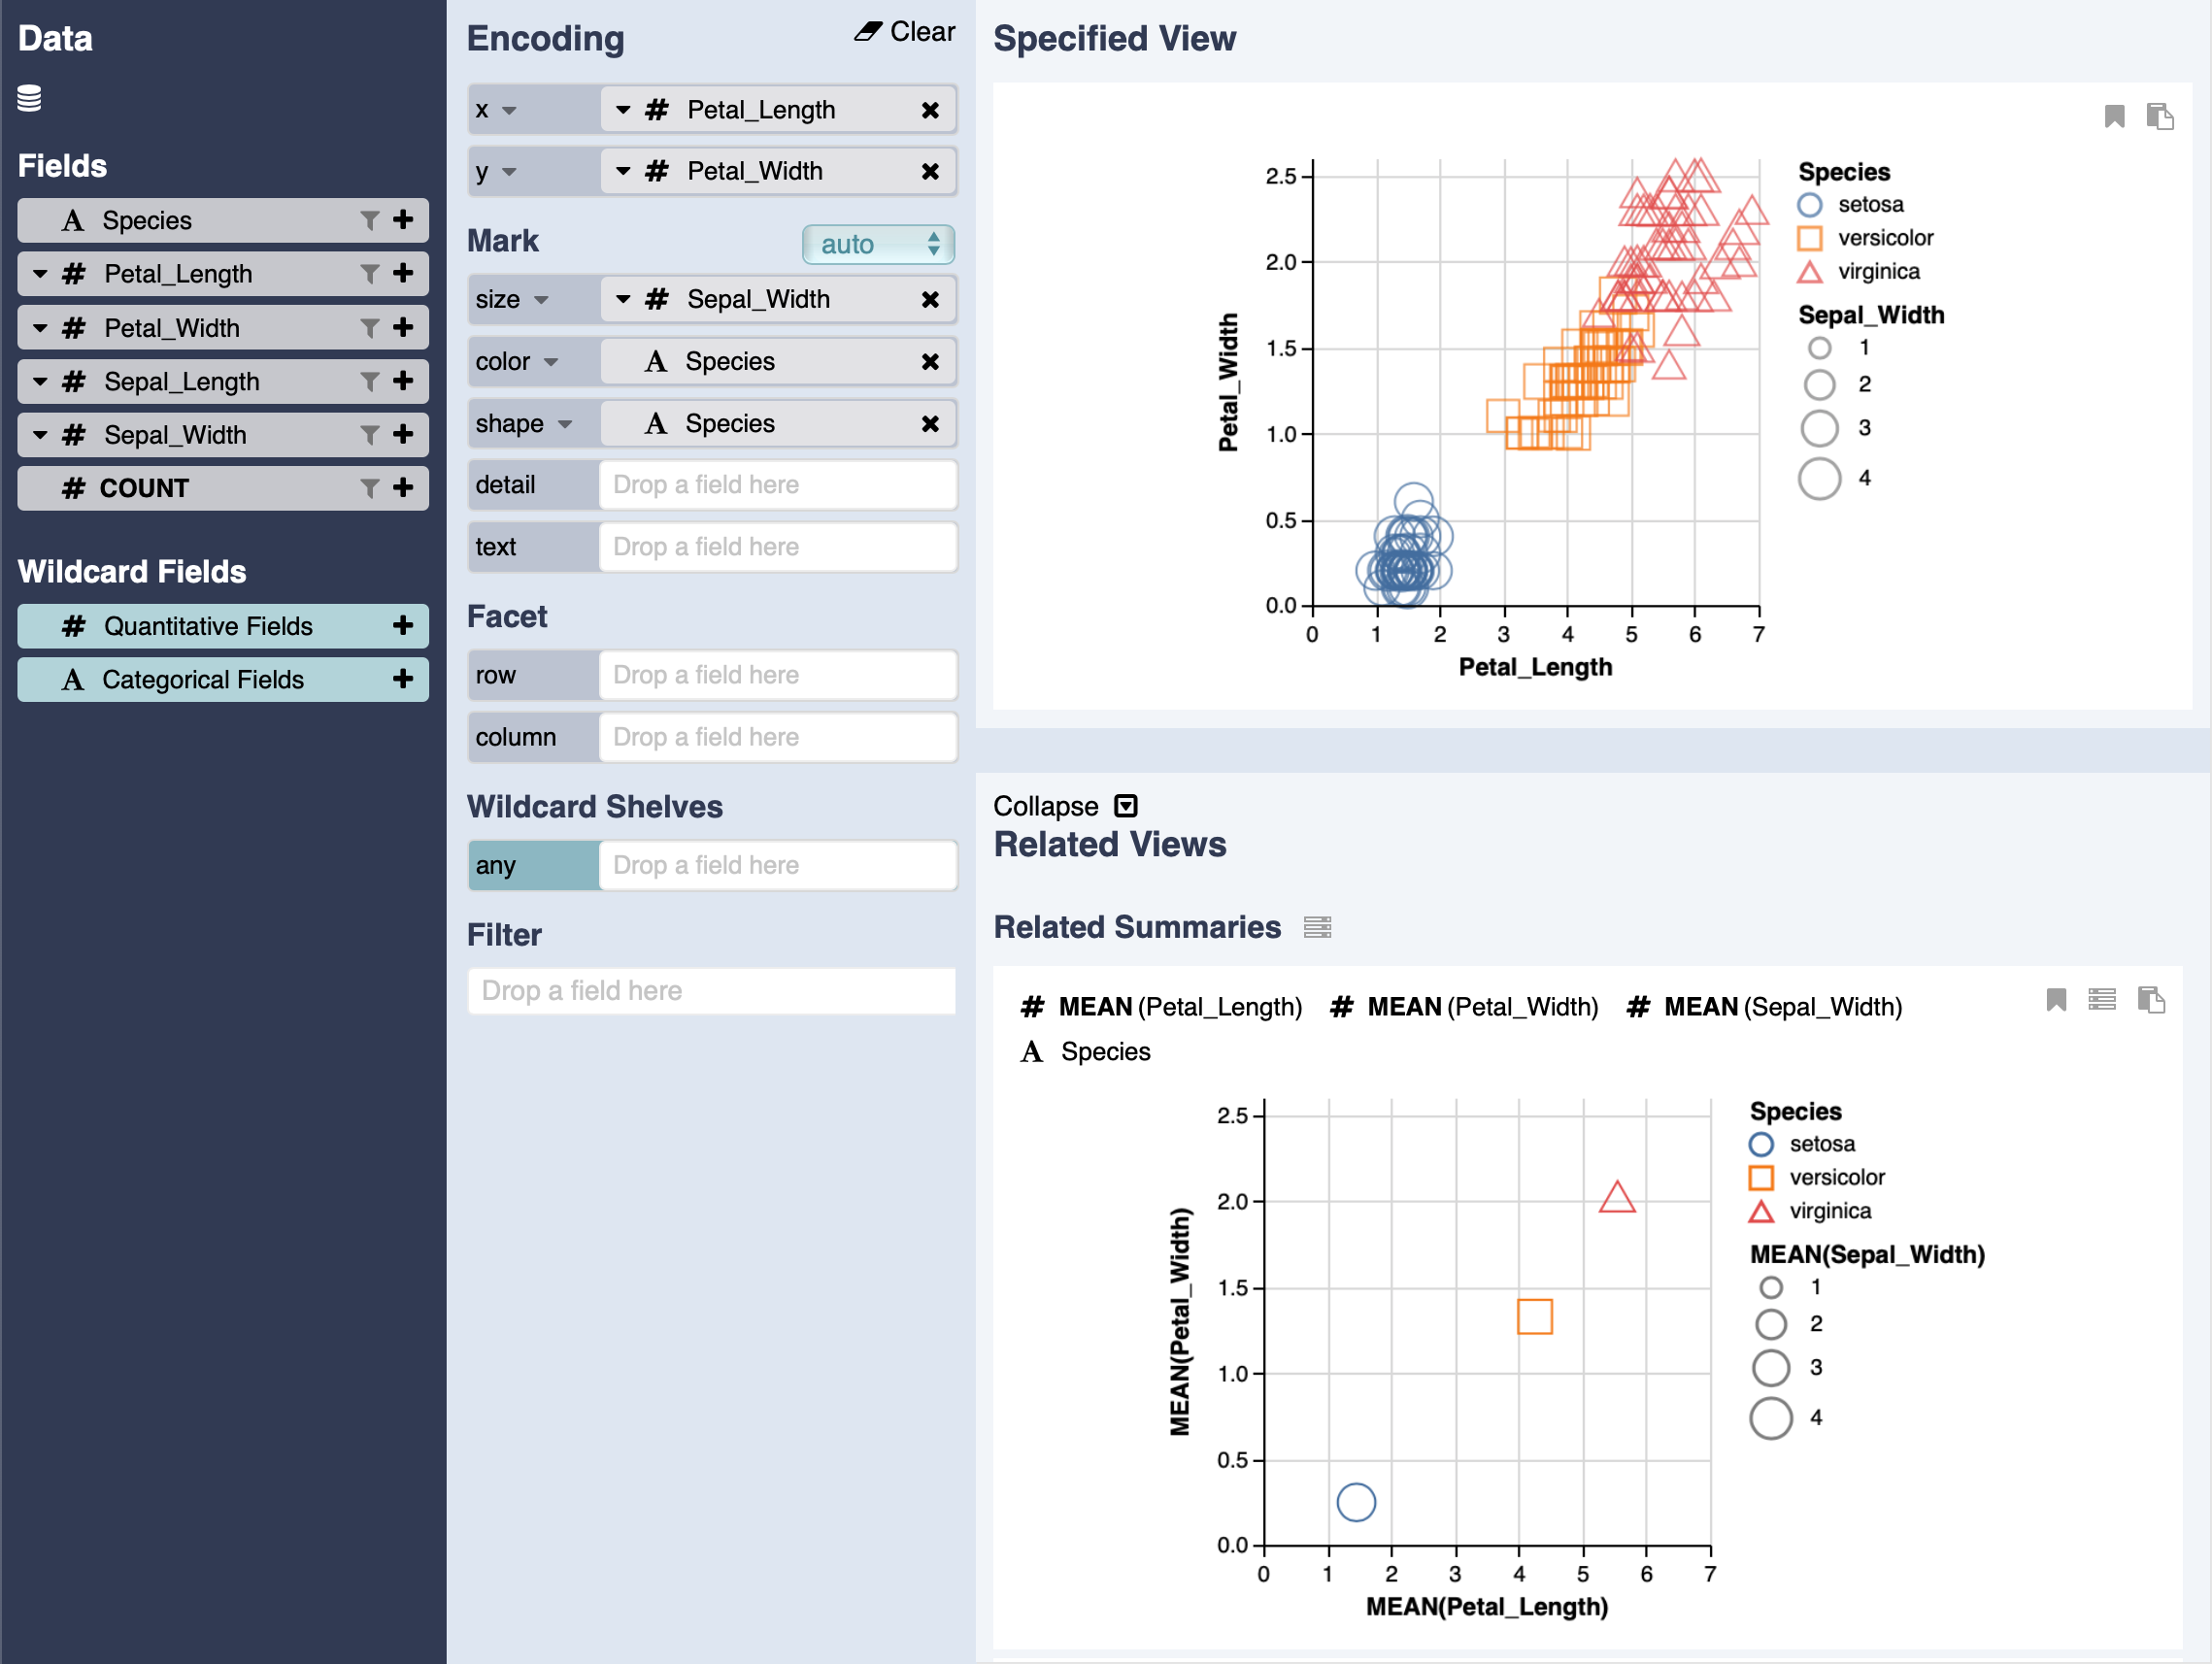 Data
Fields
A Species
# Petal_Length
# Petal_Width
# Sepal_Length
# Sepal_Width
# COUNT
Wildcard Fields
# Quantitative Fields
A Categorical Fields
Encoding
Clear
x # Petal_Length
y # Petal_Width
Mark
auto
size # Sepal_Width
color A Species
shape A Species
detail Drop a field here
text Drop a field here
Facet
row Drop a field here
column Drop a field here
Wildcard Shelves
any Drop a field here
Filter
Drop a field here
Specified View
Petal_Width
2.5
2.0
1.5
1.0
0.5
0.0
0 1 2 3 4 5 6 7
Petal_Length
Species
setosa
versicolor
virginica
Sepal_Width
1
2
3
4
Collapse
Related Views
Related Summaries
# MEAN (Petal_Length) # MEAN (Petal_Width) # MEAN (Sepal_Width)
A Species
MEAN(Petal_Width)
2.5
2.0
1.5
1.0
0.5
0.0
0 1 2 3 4 5 6 7
MEAN(Petal_Length)
Species
setosa
versicolor
virginica
MEAN(Sepal_Width)
1
2
3
4